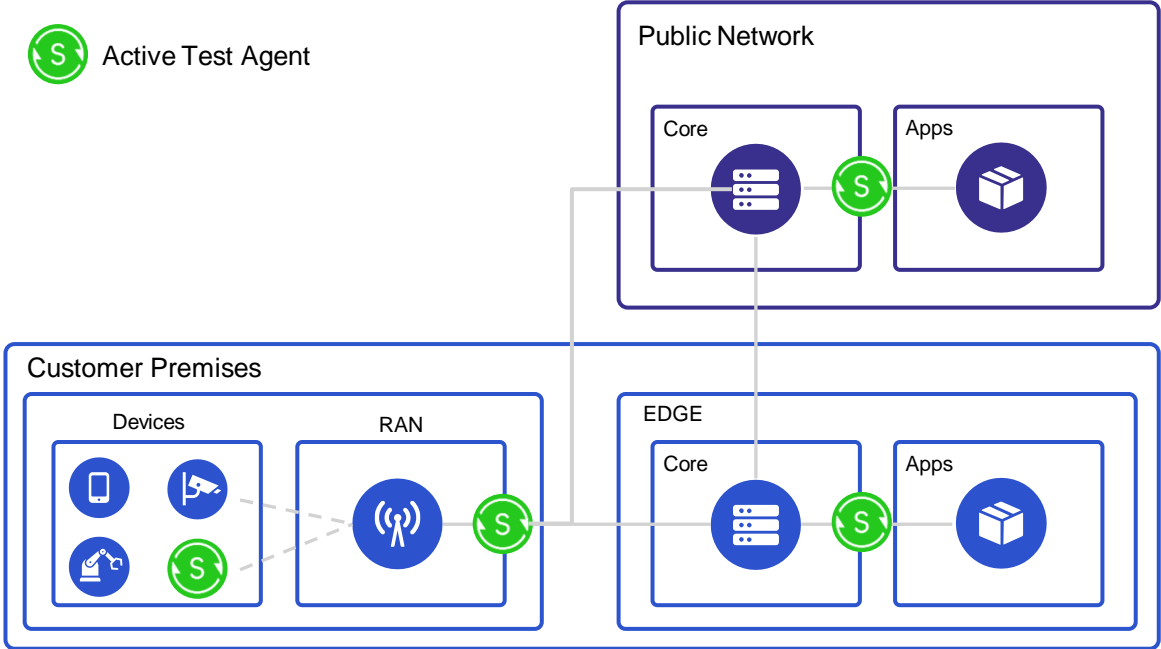 S
Active Test Agent
Public Network
Core
Apps
S
Customer Premises
Devices
RAN
EDGE
Core
Apps
S
S
S